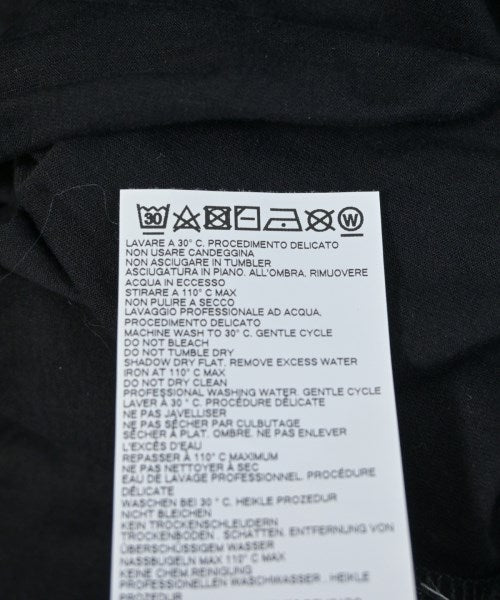 30 W
LAVARE A 30° C. PROCEDIMENTO DELICATO
NON USARE CANDEGGINA
NON ASCIUGARE IN TUMBLER
ASCIUGATURA IN PIANO. ALL'OMBRA. RIMUOVERE
ACQUA IN ECCESSO
STIRARE A 110° C MAX
NON PULIRE A SECCO
LAVAGGIO PROFESSIONALE AD ACQUA,
PROCEDIMENTO DELICATO
MACHINE WASH TO 30° C. GENTLE CYCLE
DO NOT BLEACH
DO NOT TUMBLE DRY
SHADOW DRY FLAT. REMOVE EXCESS WATER
IRON AT 110° C MAX
DO NOT DRY CLEAN
PROFESSIONAL WASHING WATER. GENTLE CYCLE
LAVER À 30 ° C. PROCÉDURE DÉLICATE
NE PAS JAVELLISER
NE PAS SÉCHER PAR CULBUTAGE
SÉCHER À PLAT. OMBRE. NE PAS ENLEVER
L'EXCÈS D'EAU
REPASSER À 110° C MAXIMUM
NE PAS NETTOYER À SEC
EAU DE LAVAGE PROFESSIONNEL. PROCÉDURE
DÉLICATE
WASCHEN BEI 30 ° C. HEIKLE PROZEDUR
NICHT BLEICHEN
KEIN TROCKENSCHLEUDERN
TROCKENBODEN . SCHATTEN. ENTFERNUNG VON
ÜBERSCHÜSSIGEM WASSER
NASSBUGELN MAX 110° C MAX
KEINE CHEM.REINIGUNG
PROFESSIONELLEN WASCHWASSER . HEIKLE
PROZEDUR